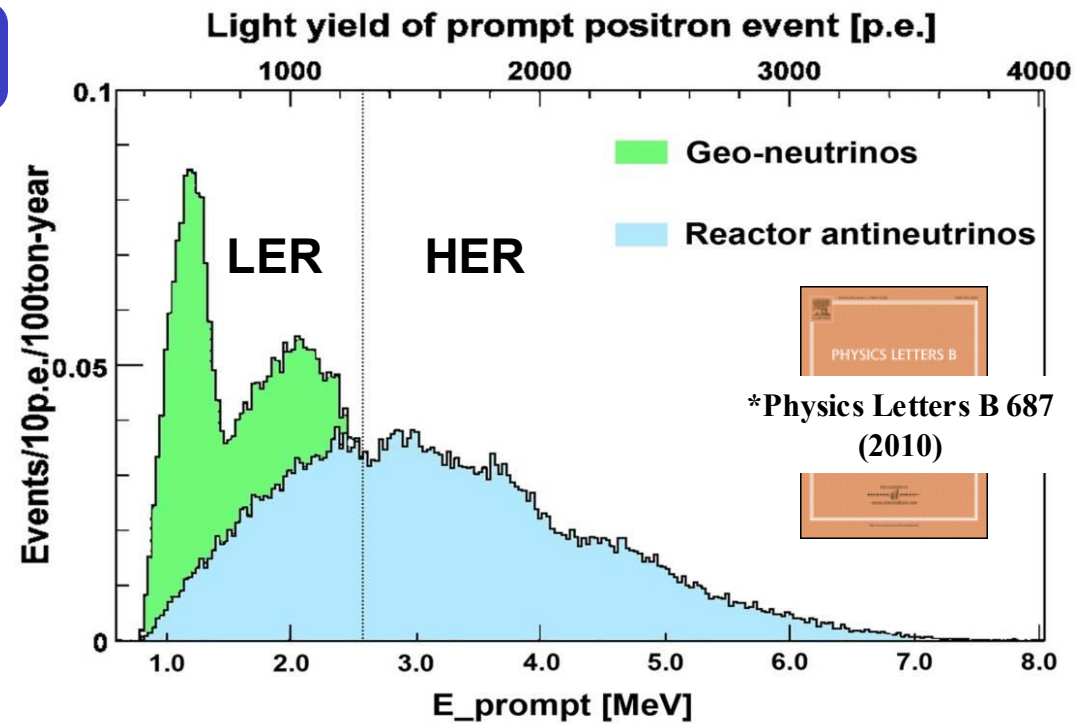 Light yield of prompt positron event [p.e.]
1000 2000 3000 4000
0.1
Geo-neutrinos
Reactor antineutrinos
LER HER
Events/10p.e./100ton-year
0.05
PHYSICS LETTERS B
*Physics Letters B 687
(2010)
0
1.0 2.0 3.0 4.0 5.0 6.0 7.0 8.0
E_prompt [MeV]